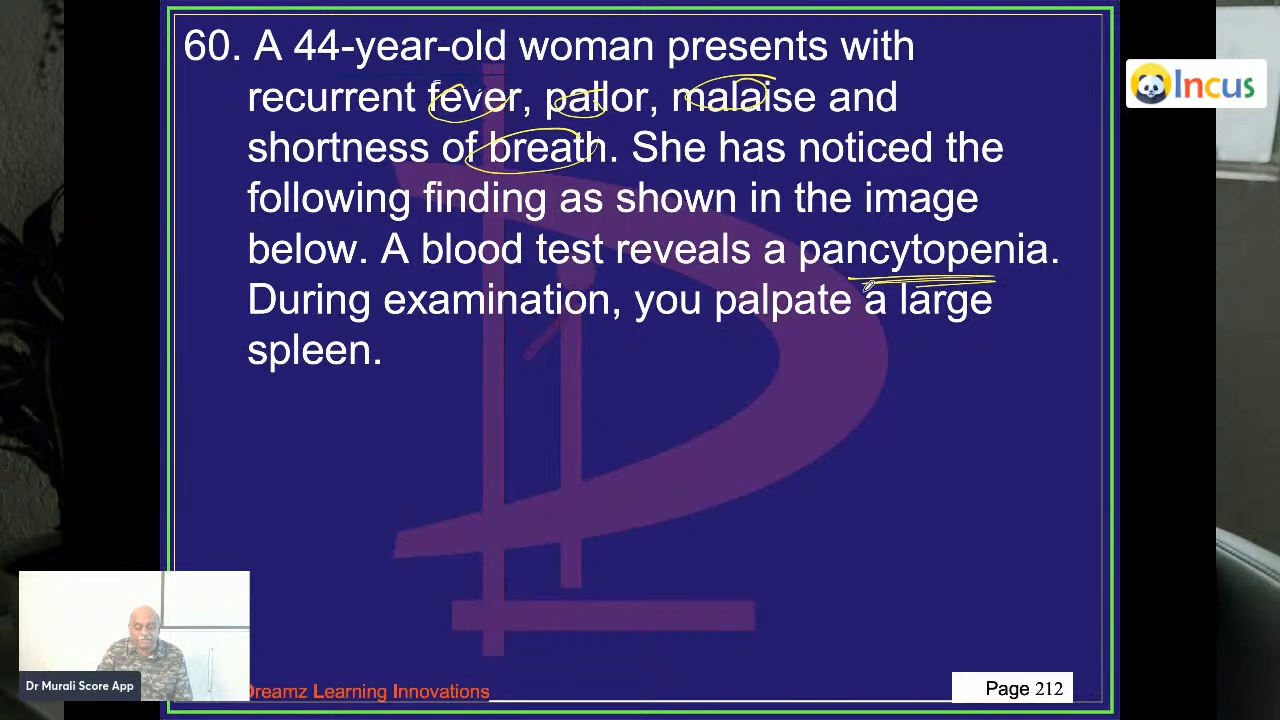 60. A 44-year-old woman presents with
recurrent fever, pallor, malaise and
shortness of breath. She has noticed the
following finding as shown in the image
below. A blood test reveals a pancytopenia.
During examination, you palpate a large
spleen.
Incus
Dr Murali Score App
Dreamz Learning Innovations
Page 212